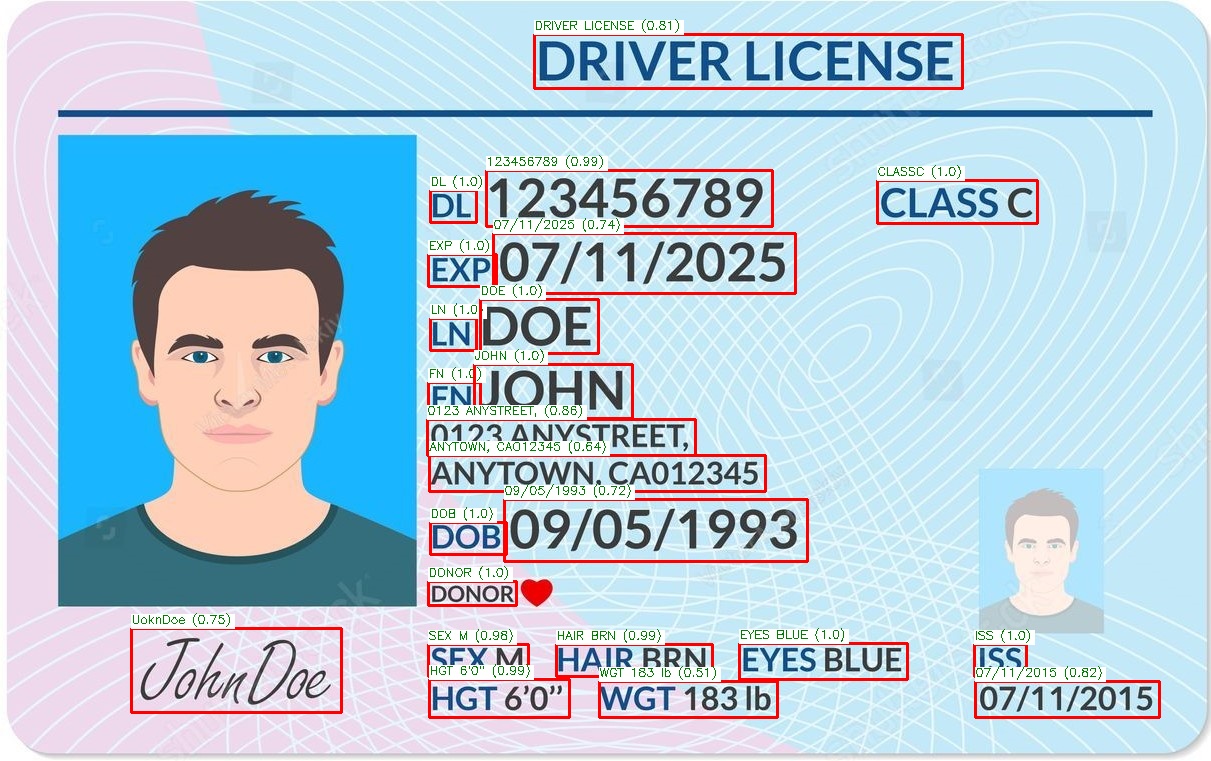 DRIVER LICENSE (0.81)
DRIVER LICENSE
123456789 (0.99)
CLASSC (1.0)
DL (1.0)
DL 123456789
CLASS C
07/11/2025 (0.74)
EXP (1.0)
EXP 07/11/2025
DOE (1.0)
LN (1.0)
LN DOE
JOHN (1.0)
FN (1.0)
FN JOHN
0123 ANYSTREET, (0.86)
0123 ANYSTREET,
ANYTOWN, CA012345 (0.64)
ANYTOWN, CA012345
09/05/1993 (0.72)
DOB (1.0)
DOB 09/05/1993
DONOR (1.0)
DONOR
UoknDoe (0.75)
JohnDoe
SEX M (0.98)
HAIR BRN (0.99)
EYES BLUE (1.0)
ISS (1.0)
SEX M
HAIR BRN
EYES BLUE
ISS
HGT 6'0" (0.99)
WGT 183 lb (0.51)
07/11/2015 (0.82)
HGT 6’0’’
WGT 183 lb
07/11/2015